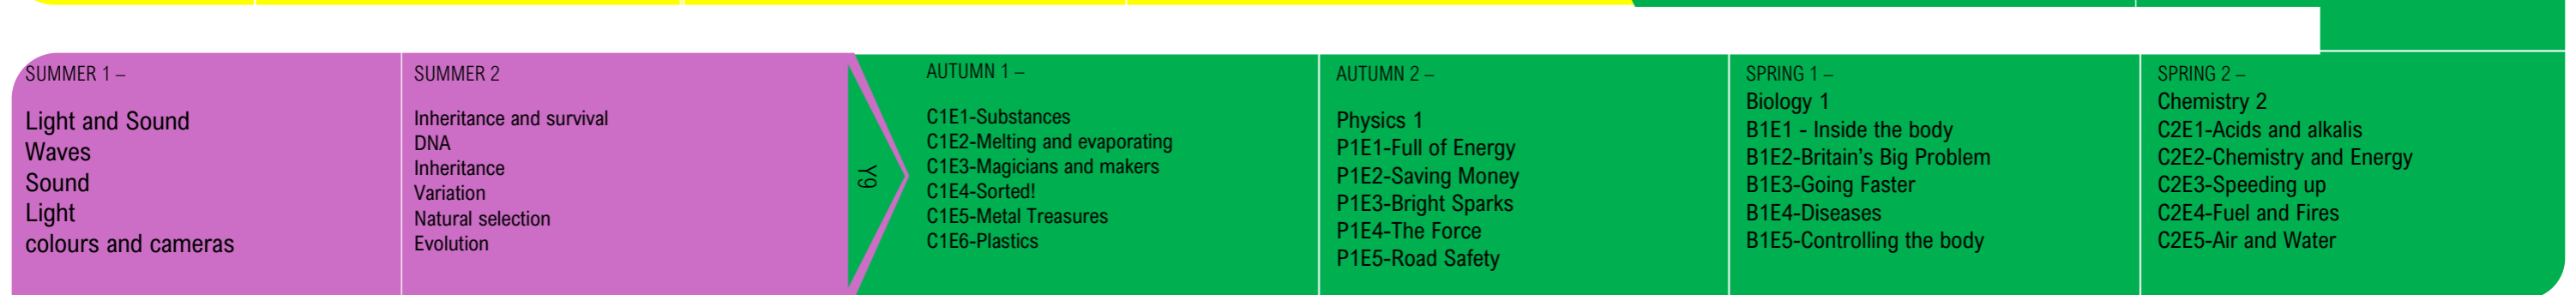 SUMMER 1 –
Light and Sound
Waves
Sound
Light
colours and cameras
SUMMER 2
Inheritance and survival
DNA
Inheritance
Variation
Natural selection
Evolution
Y9
AUTUMN 1 –
C1E1-Substances
C1E2-Melting and evaporating
C1E3-Magicians and makers
C1E4-Sorted!
C1E5-Metal Treasures
C1E6-Plastics
AUTUMN 2 –
Physics 1
P1E1-Full of Energy
P1E2-Saving Money
P1E3-Bright Sparks
P1E4-The Force
P1E5-Road Safety
SPRING 1 –
Biology 1
B1E1 - Inside the body
B1E2-Britain's Big Problem
B1E3-Going Faster
B1E4-Diseases
B1E5-Controlling the body
SPRING 2 –
Chemistry 2
C2E1-Acids and alkalis
C2E2-Chemistry and Energy
C2E3-Speeding up
C2E4-Fuel and Fires
C2E5-Air and Water